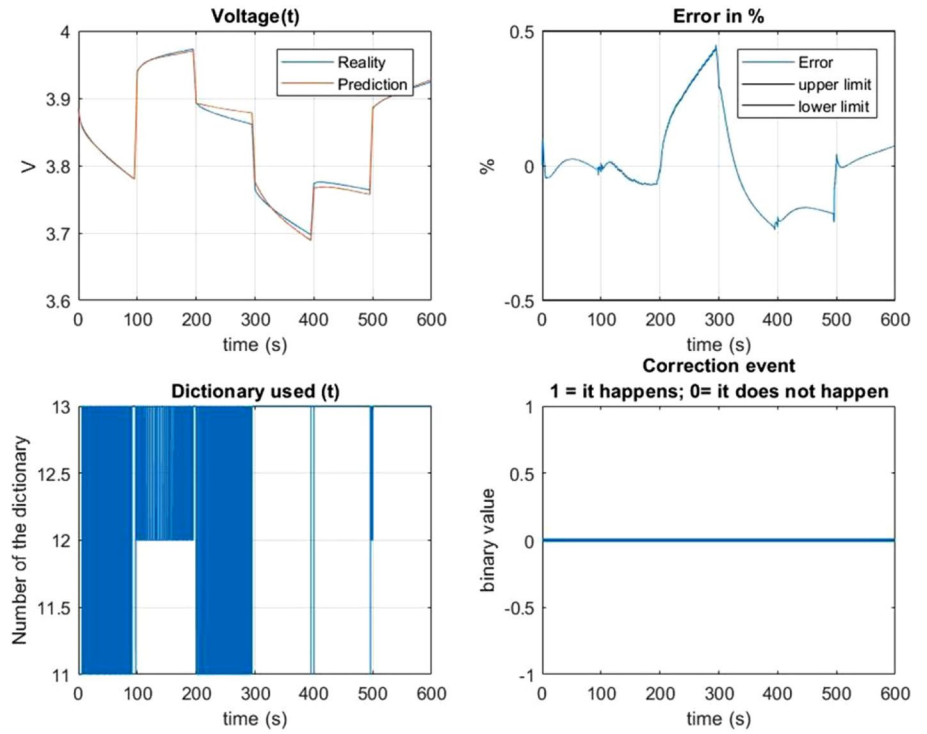 Voltage(t)
4
3.9
3.8
3.7
3.6
V
0
100
200
300
400
500
600
time (s)
Reality
Prediction
Error in %
0.5
0
-0.5
%
0
100
200
300
400
500
600
time (s)
Error
upper limit
lower limit
Dictionary used (t)
13
12.5
12
11.5
11
Number of the dictionary
0
100
200
300
400
500
600
time (s)
Correction event
1 = it happens; 0= it does not happen
1
0.5
0
-0.5
-1
binary value
0
100
200
300
400
500
600
time (s)